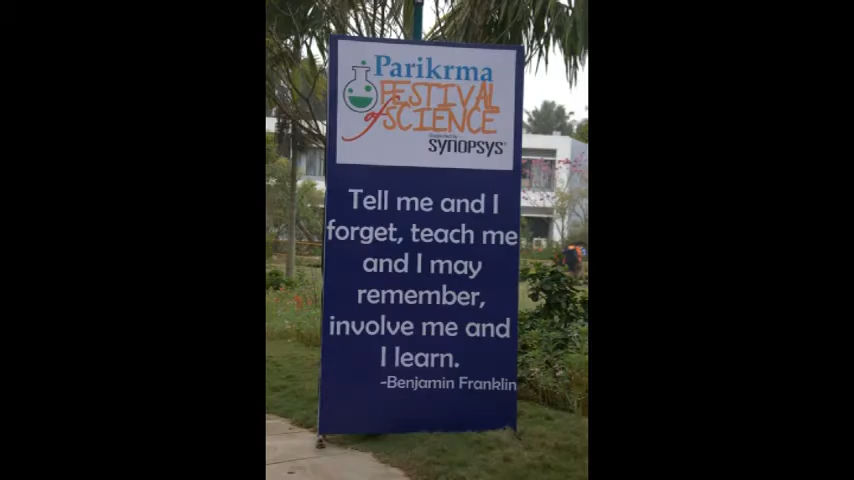 Parikrma
FESTIVAL
of SCIENCE
Supported by
SYNOPSYS®
Tell me and I
forget, teach me
and I may
remember,
involve me and
I learn.
-Benjamin Franklin